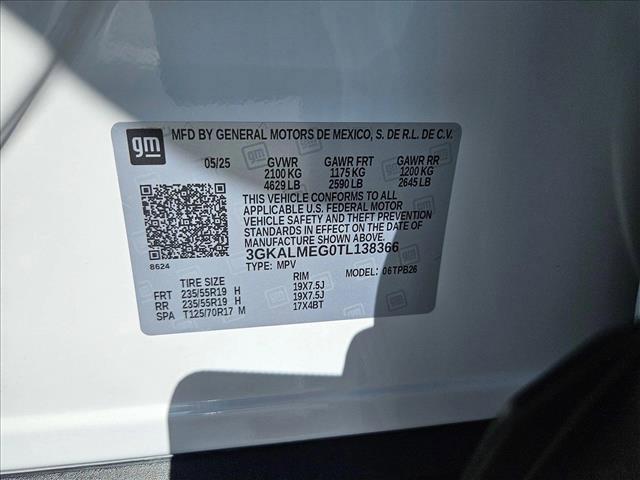 gm MFD BY GENERAL MOTORS DE MEXICO, S. DE R.L. DE C.V.
05/25 GVWR GAWR FRT GAWR RR
2100 KG 1175 KG 1200 KG
4629 LB 2590 LB 2645 LB
THIS VEHICLE CONFORMS TO ALL
APPLICABLE U.S. FEDERAL MOTOR
VEHICLE SAFETY AND THEFT PREVENTION
STANDARDS IN EFFECT ON THE DATE OF
MANUFACTURE SHOWN ABOVE.
3GKALMEG0TL138366
8624
TYPE: MPV MODEL: 06TPB26
TIRE SIZE RIM
FRT 235/55R19 H 19X7.5J
RR 235/55R19 H 19X7.5J
SPA T125/70R17 M 17X4BT